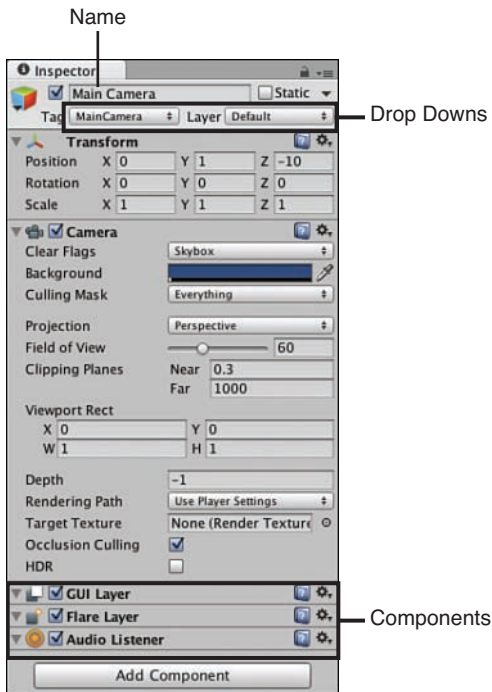 Name
Inspector
Main Camera Static
Tag MainCamera Layer Default
Drop Downs
Transform
Position X 0 Y 1 Z -10
Rotation X 0 Y 0 Z 0
Scale X 1 Y 1 Z 1
Camera
Clear Flags Skybox
Background
Culling Mask Everything
Projection Perspective
Field of View 60
Clipping Planes Near 0.3
Far 1000
Viewport Rect
X 0 Y 0
W 1 H 1
Depth -1
Rendering Path Use Player Settings
Target Texture None (Render Texture
Occlusion Culling
HDR
GUI Layer
Flare Layer
Components
Audio Listener
Add Component